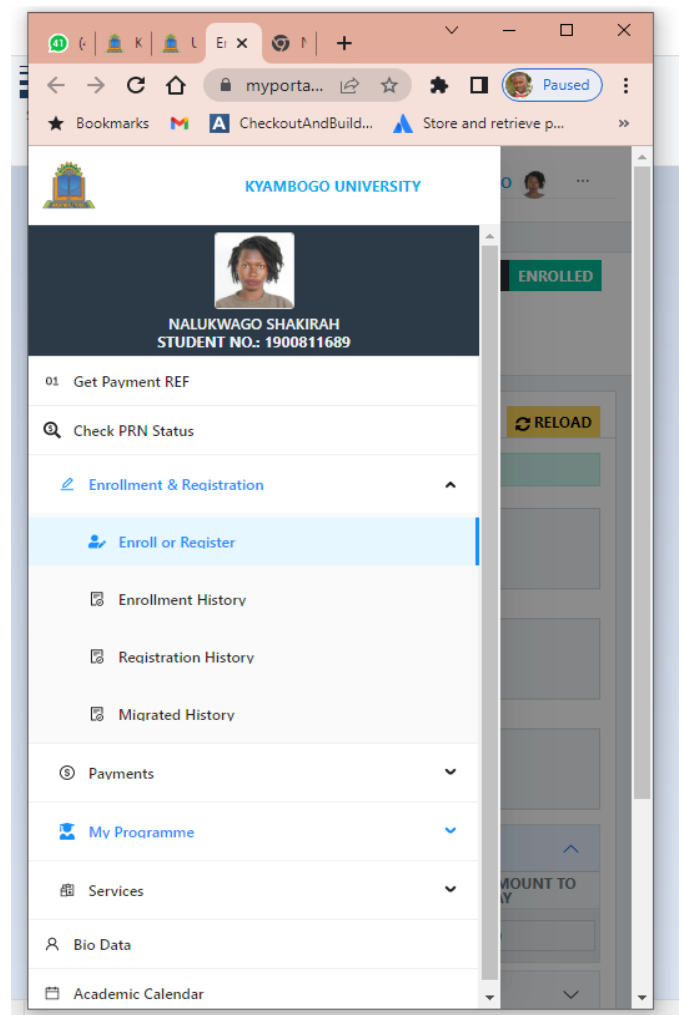 41 (4 K U Er N
myporta... Paused
Bookmarks CheckoutAndBuild... Store and retrieve p... »
KYAMBOGO UNIVERSITY
O ...
NALUKWAGO SHAKIRAH
STUDENT NO.: 1900811689
ENROLLED
01 Get Payment REF
Check PRN Status
RELOAD
Enrollment & Registration
Enroll or Register
Enrollment History
Registration History
Migrated History
Payments
My Programme
Services
MOUNT TO
AY
Bio Data
Academic Calendar